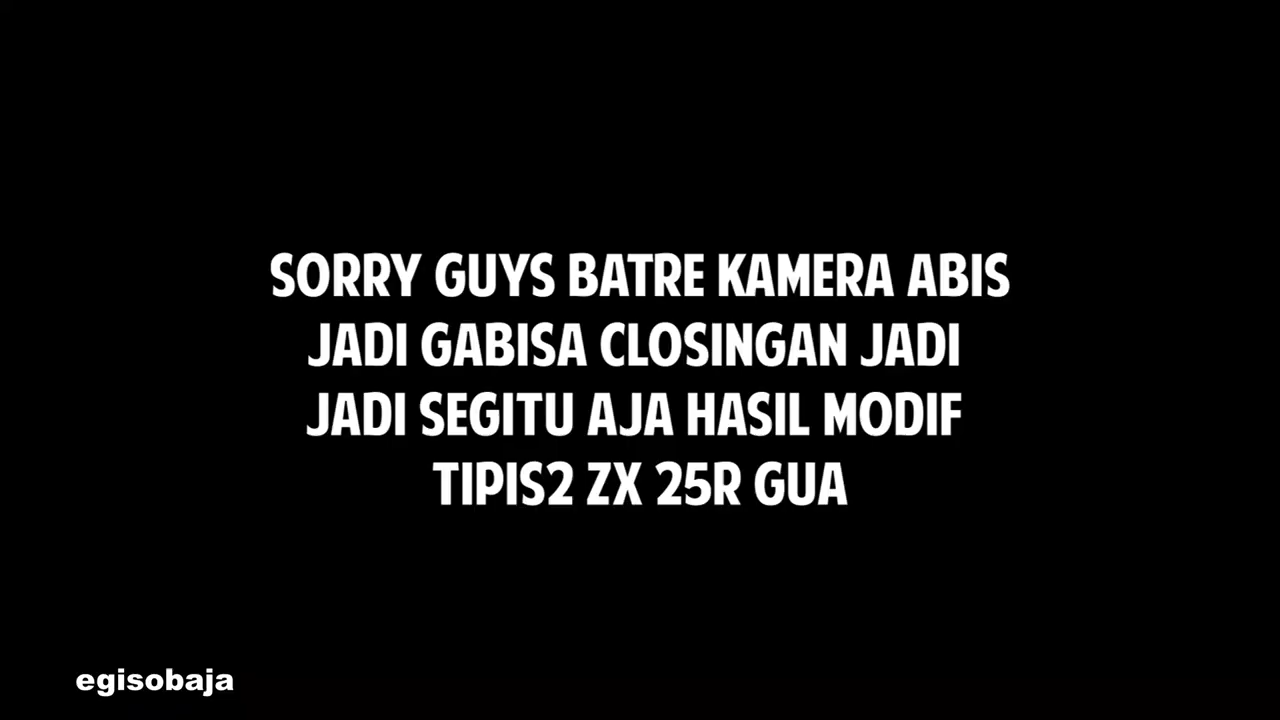 SORRY GUYS BATRE KAMERA ABIS
JADI GABISA CLOSINGAN JADI
JADI SEGITU AJA HASIL MODIF
TIPIS2 ZX 25R GUA
egisobaja